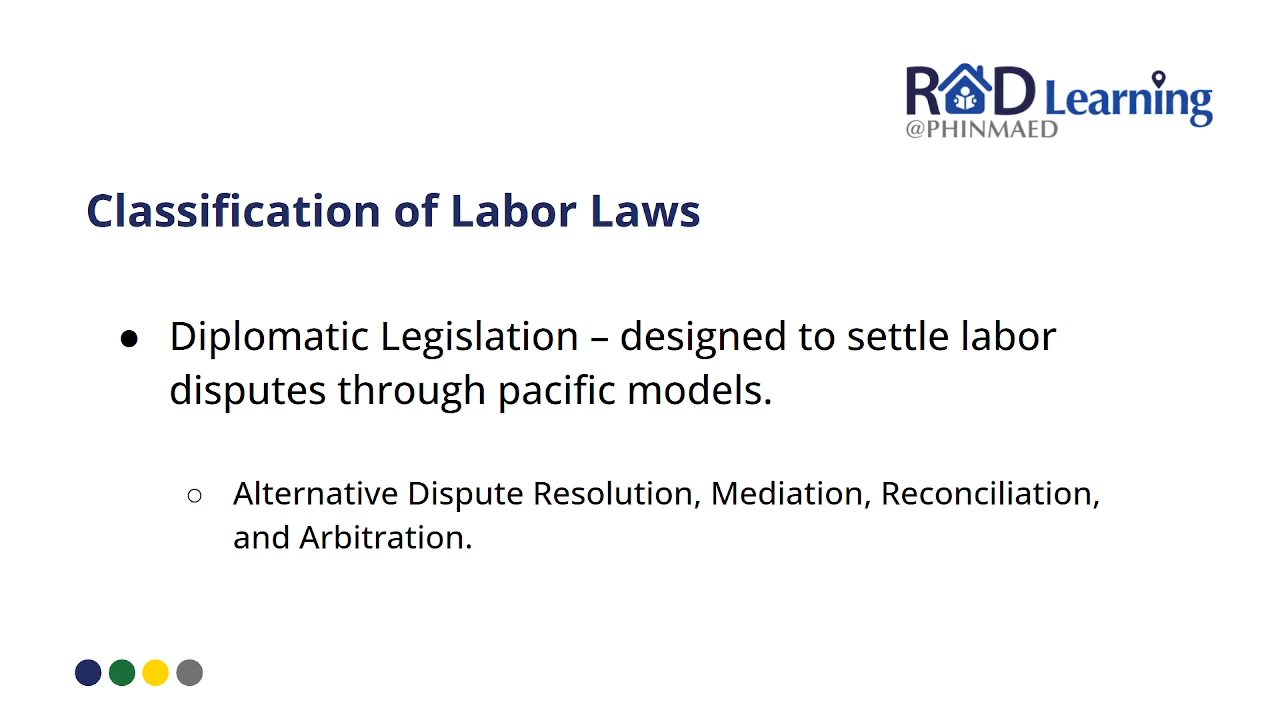 RAD Learning
@PHINMAED
Classification of Labor Laws
● Diplomatic Legislation – designed to settle labor
disputes through pacific models.
○ Alternative Dispute Resolution, Mediation, Reconciliation,
and Arbitration.